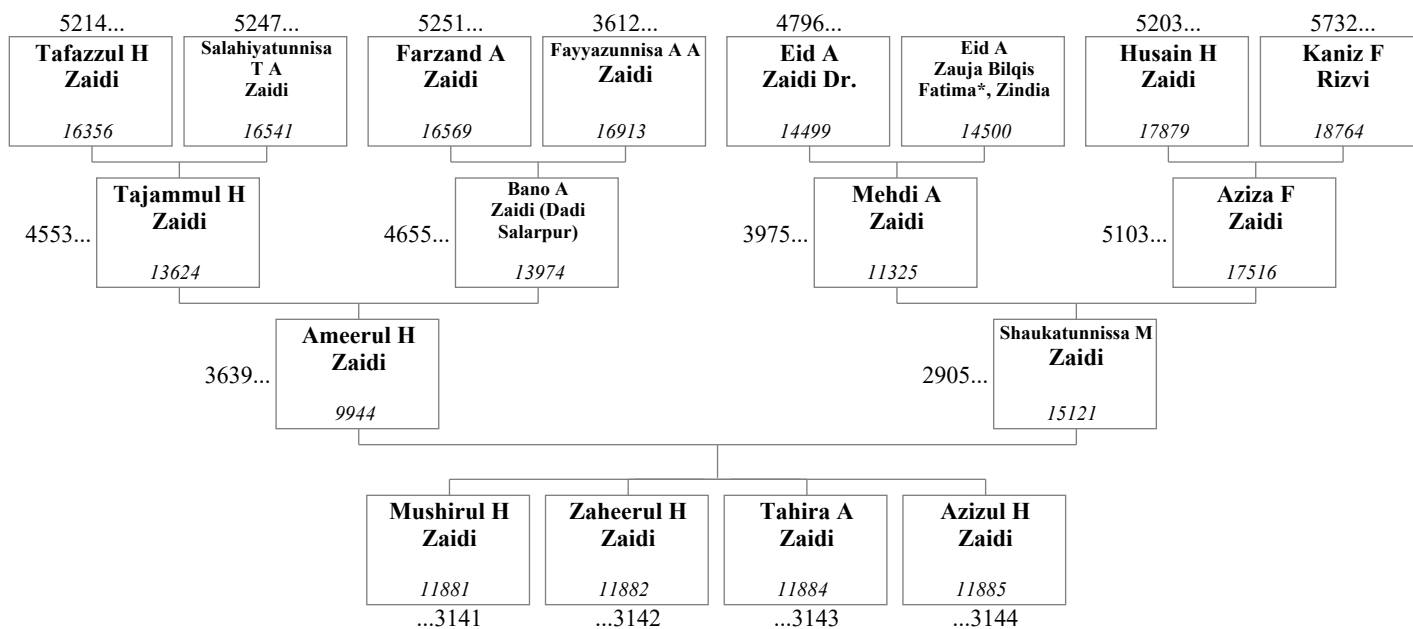 5214... 5247... 5251... 3612... 4796... 5203... 5732...
Tafazzul H
Zaidi
16356
Salahiyatunnisa
T A
Zaidi
16541
Farzand A
Zaidi
16569
Fayyazunnisa A A
Zaidi
16913
Eid A
Zaidi Dr.
14499
Eid A
Zauja Bilqis
Fatima*, Zindia
14500
Husain H
Zaidi
17879
Kaniz F
Rizvi
18764
4553...
Tajammul H
Zaidi
13624
4655...
Bano A
Zaidi (Dadi
Salarpur)
13974
3975...
Mehdi A
Zaidi
11325
5103...
Aziza F
Zaidi
17516
3639...
Ameerul H
Zaidi
9944
2905...
Shaukatunnissa M
Zaidi
15121
Mushirul H
Zaidi
11881
Zaheerul H
Zaidi
11882
Tahira A
Zaidi
11884
Azizul H
Zaidi
11885
...3141 ...3142 ...3143 ...3144